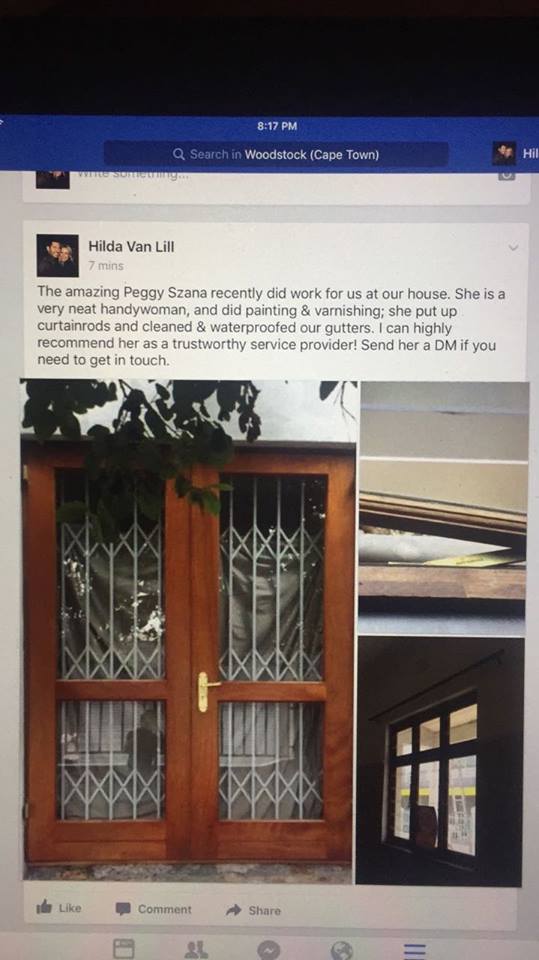 8:17 PM
Search in Woodstock (Cape Town)
Hil
Write something...
Hilda Van Lill
7 mins
The amazing Peggy Szana recently did work for us at our house. She is a
very neat handywoman, and did painting & varnishing; she put up
curtainrods and cleaned & waterproofed our gutters. I can highly
recommend her as a trustworthy service provider! Send her a DM if you
need to get in touch.
Like
Comment
Share